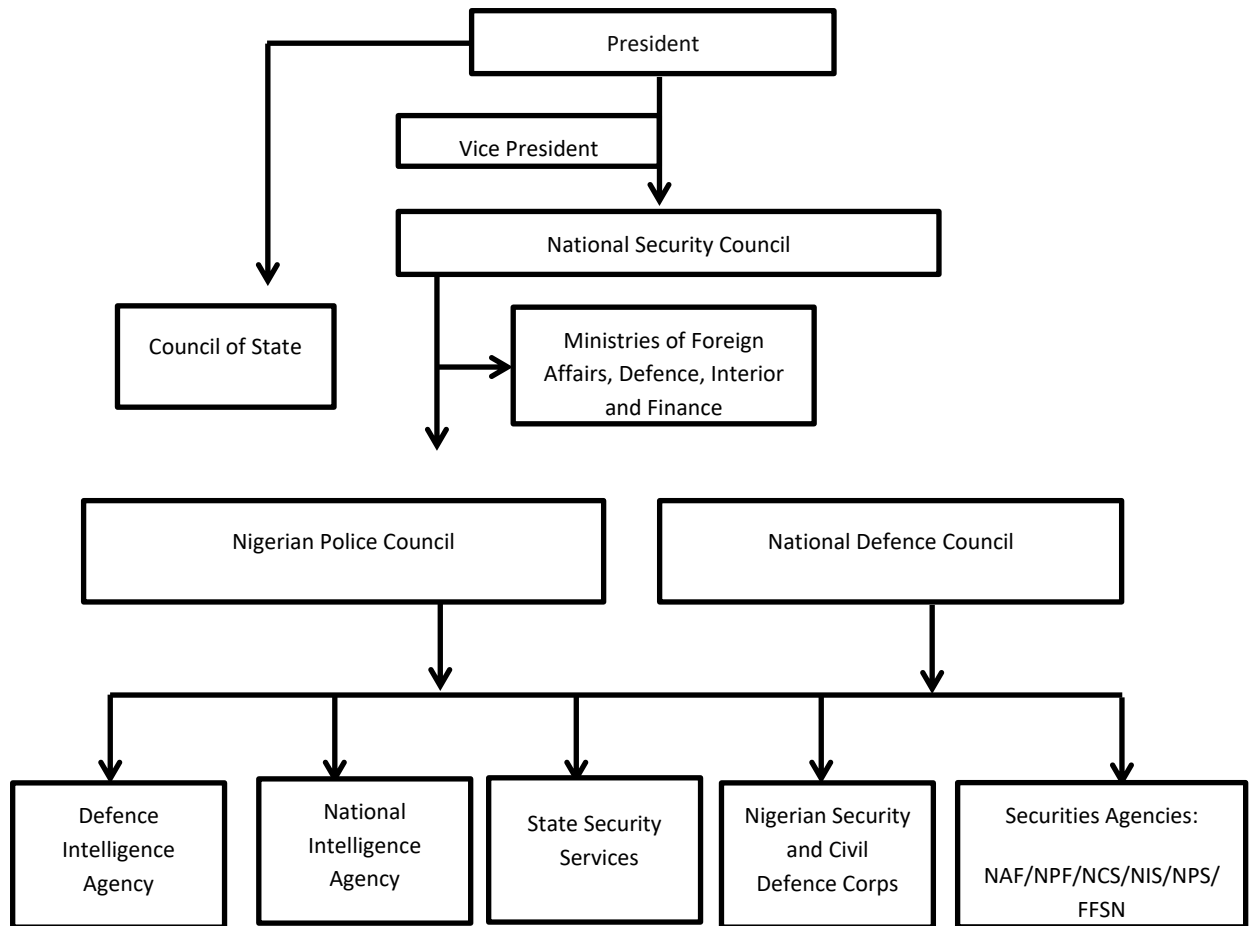 President
Vice President
National Security Council
Council of State
Ministries of Foreign
Affairs, Defence, Interior
and Finance
Nigerian Police Council
National Defence Council
Defence
Intelligence
Agency
National
Intelligence
Agency
State Security
Services
Nigerian Security
and Civil
Defence Corps
Securities Agencies:
NAF/NPF/NCS/NIS/NPS/
FFSN